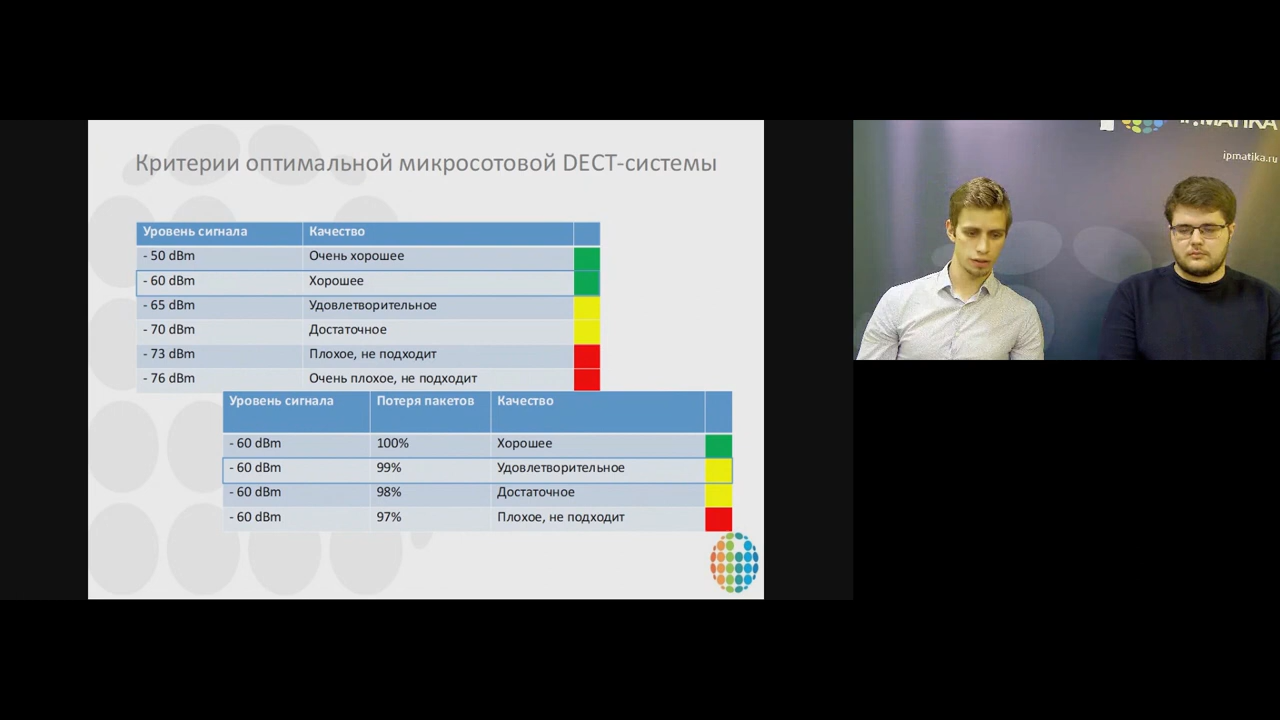 Критерии оптимальной микросотовой DECT-системы
Уровень сигнала Качество
- 50 dBm Очень хорошее
- 60 dBm Хорошее
- 65 dBm Удовлетворительное
- 70 dBm Достаточное
- 73 dBm Плохое, не подходит
- 76 dBm Очень плохое, не подходит
Уровень сигнала Потеря пакетов Качество
- 60 dBm 100% Хорошее
- 60 dBm 99% Удовлетворительное
- 60 dBm 98% Достаточное
- 60 dBm 97% Плохое, не подходит
ipmatika.ru